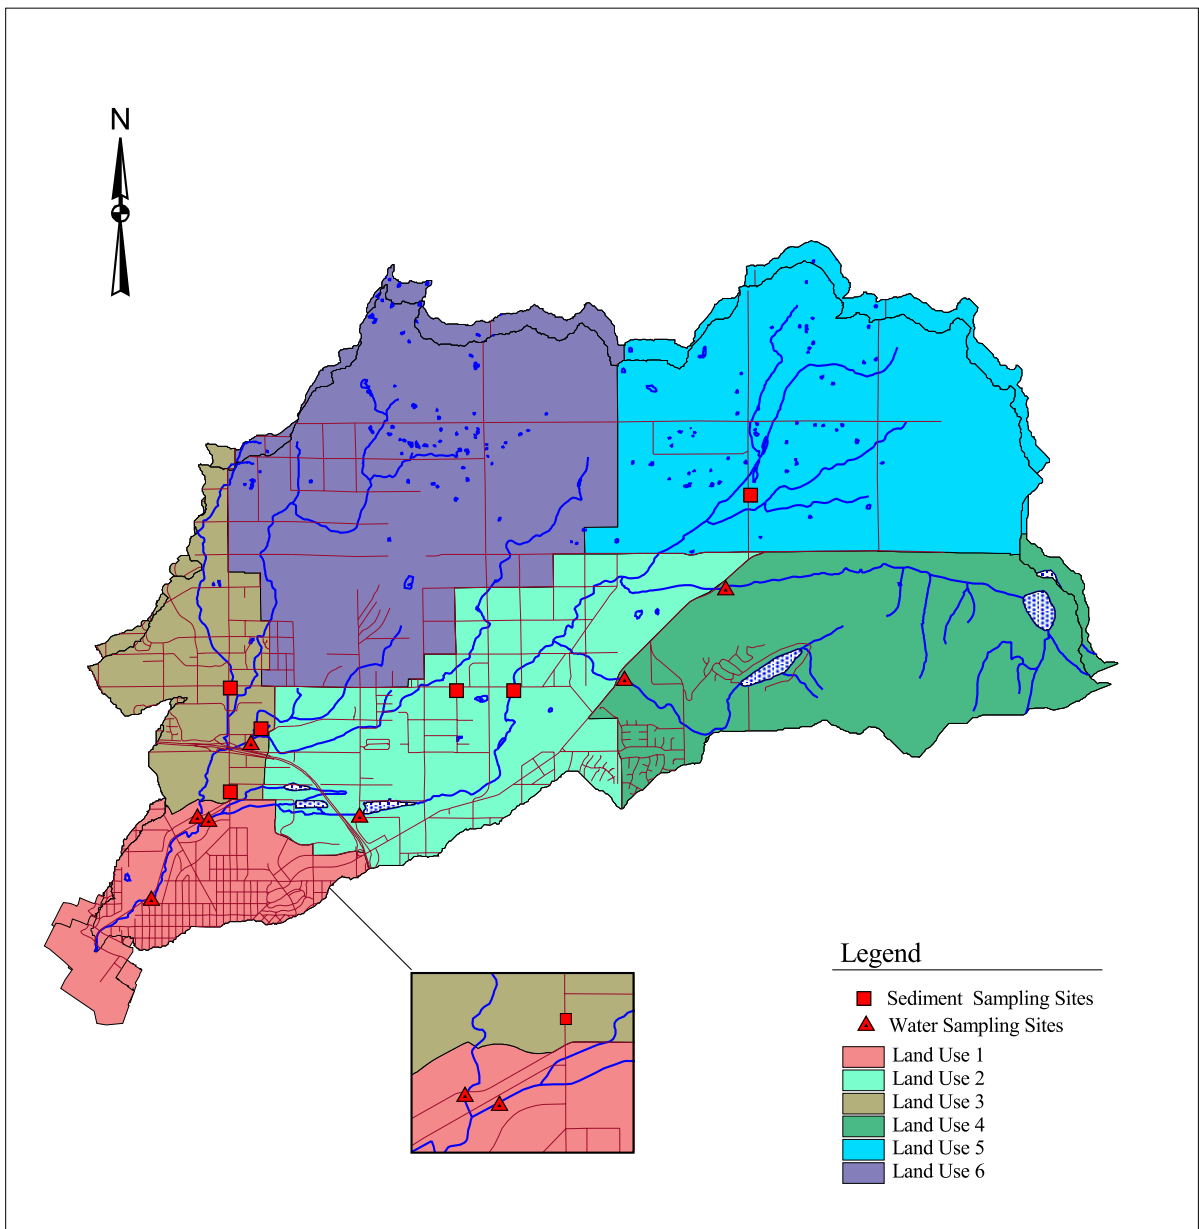 N
Legend
Sediment Sampling Sites
Water Sampling Sites
Land Use 1
Land Use 2
Land Use 3
Land Use 4
Land Use 5
Land Use 6